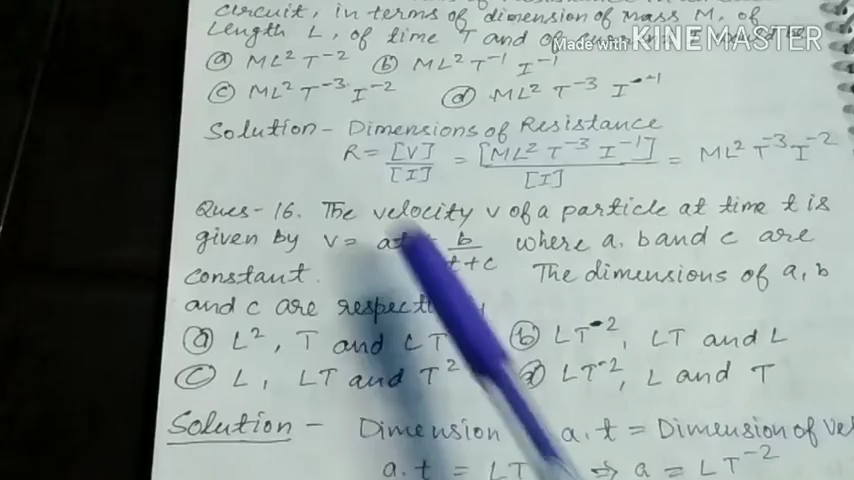 circuit, in terms of dimension of mass M, of
Length L, of time T and of
Made with KINEMASTER
(a) ML² T⁻² (b) ML² T⁻¹ I⁻¹
(c) ML² T⁻³ I⁻² (d) ML² T⁻³ I⁻¹
Solution - Dimensions of Resistance
R = [V]/[I] = [ML² T⁻³ I⁻¹]/[I] = ML² T⁻³ I⁻²
Ques- 16. The velocity v of a particle at time t is
given by v = at b/t+c where a, b and c are
constant. The dimensions of a, b
and c are
(a) L², T and LT (b) LT⁻², LT and L
(c) L, LT and T² (d) LT⁻², L and T
Solution - Dimension a.t = Dimension of
a.t = LT ⇒ a = LT⁻²